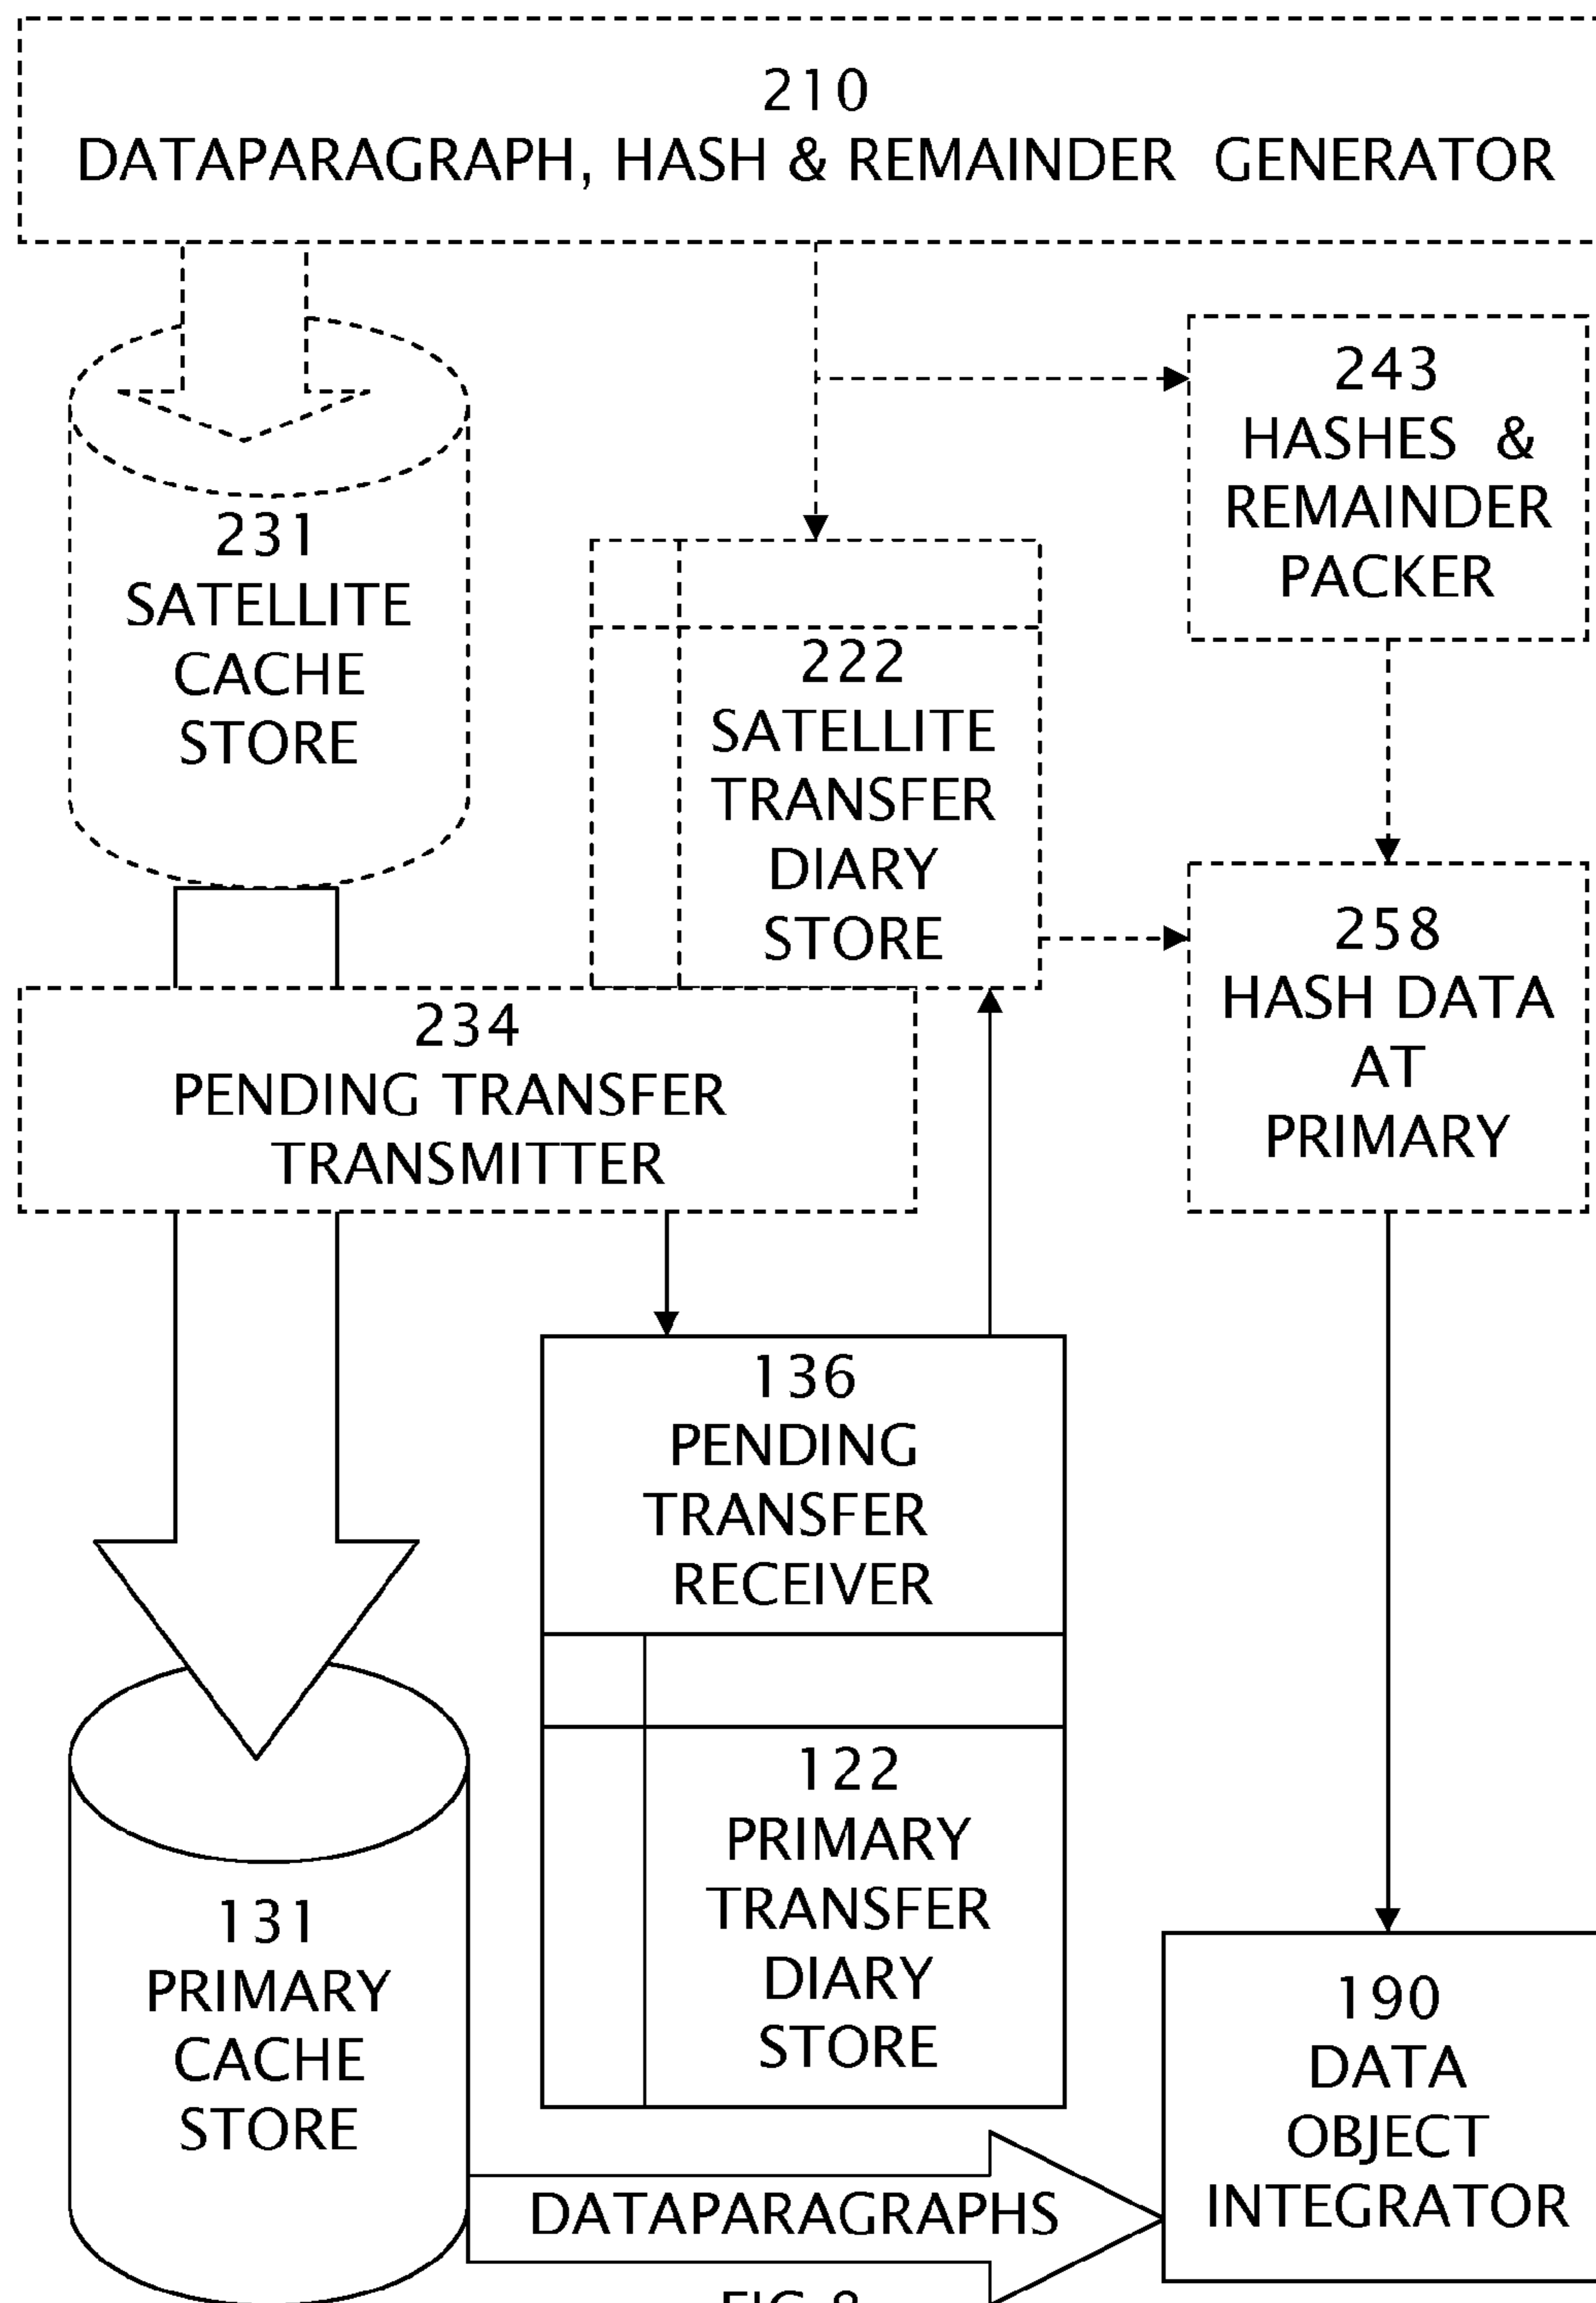 210
DATAPARAGRAPH, HASH & REMAINDER GENERATOR
243
HASHES &
REMAINDER
PACKER
231
SATELLITE
CACHE
STORE
222
SATELLITE
TRANSFER
DIARY
STORE
258
HASH DATA
AT
PRIMARY
234
PENDING TRANSFER
TRANSMITTER
136
PENDING
TRANSFER
RECEIVER
122
PRIMARY
TRANSFER
DIARY
STORE
131
PRIMARY
CACHE
STORE
190
DATA
OBJECT
INTEGRATOR
DATAPARAGRAPHS
FIG 8